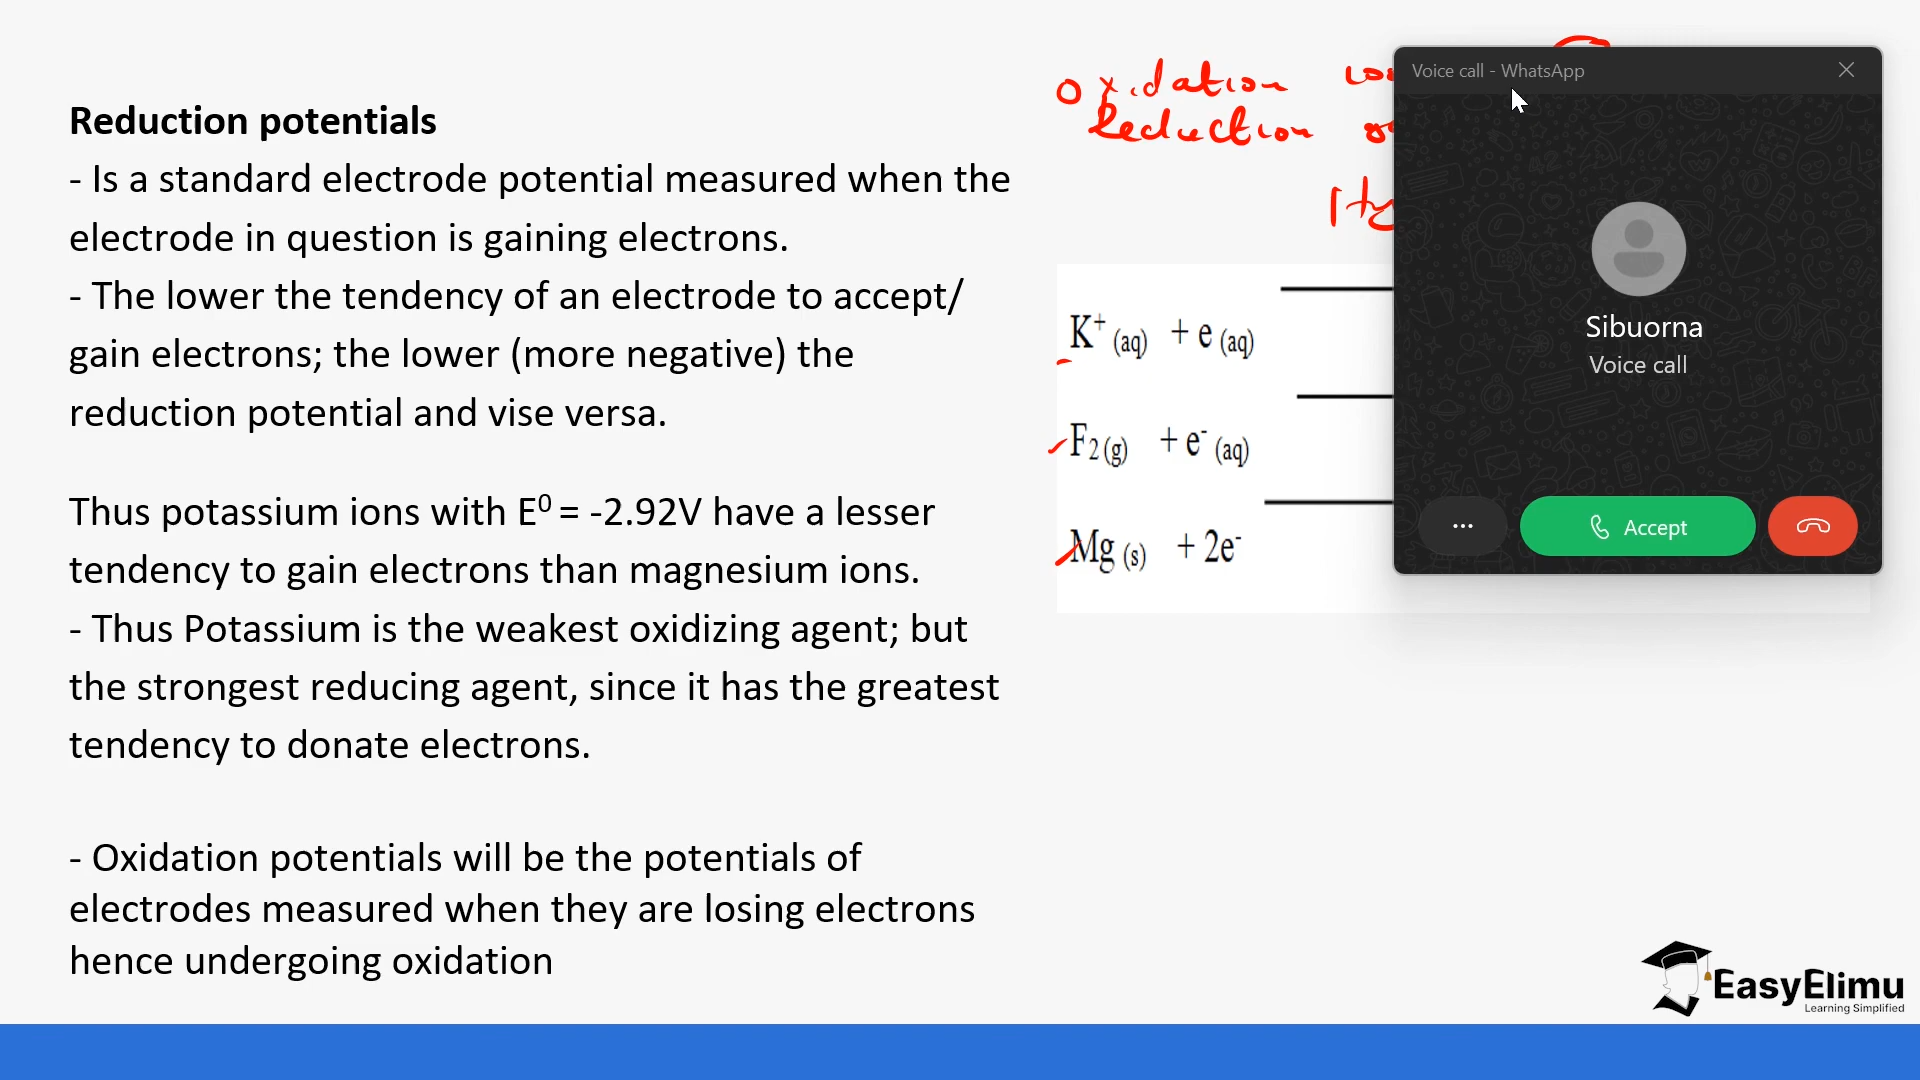 Reduction potentials
- Is a standard electrode potential measured when the
electrode in question is gaining electrons.
- The lower the tendency of an electrode to accept/
gain electrons; the lower (more negative) the
reduction potential and vise versa.
Thus potassium ions with E⁰ = -2.92V have a lesser
tendency to gain electrons than magnesium ions.
- Thus Potassium is the weakest oxidizing agent; but
the strongest reducing agent, since it has the greatest
tendency to donate electrons.
- Oxidation potentials will be the potentials of
electrodes measured when they are losing electrons
hence undergoing oxidation
Oxidation
Reduction
K⁺ (aq) + e (aq)
F₂ (g) + e⁻ (aq)
Mg (s) + 2e⁻
Voice call - WhatsApp
Sibuorna
Voice call
Accept
EasyElimu
Learning Simplified